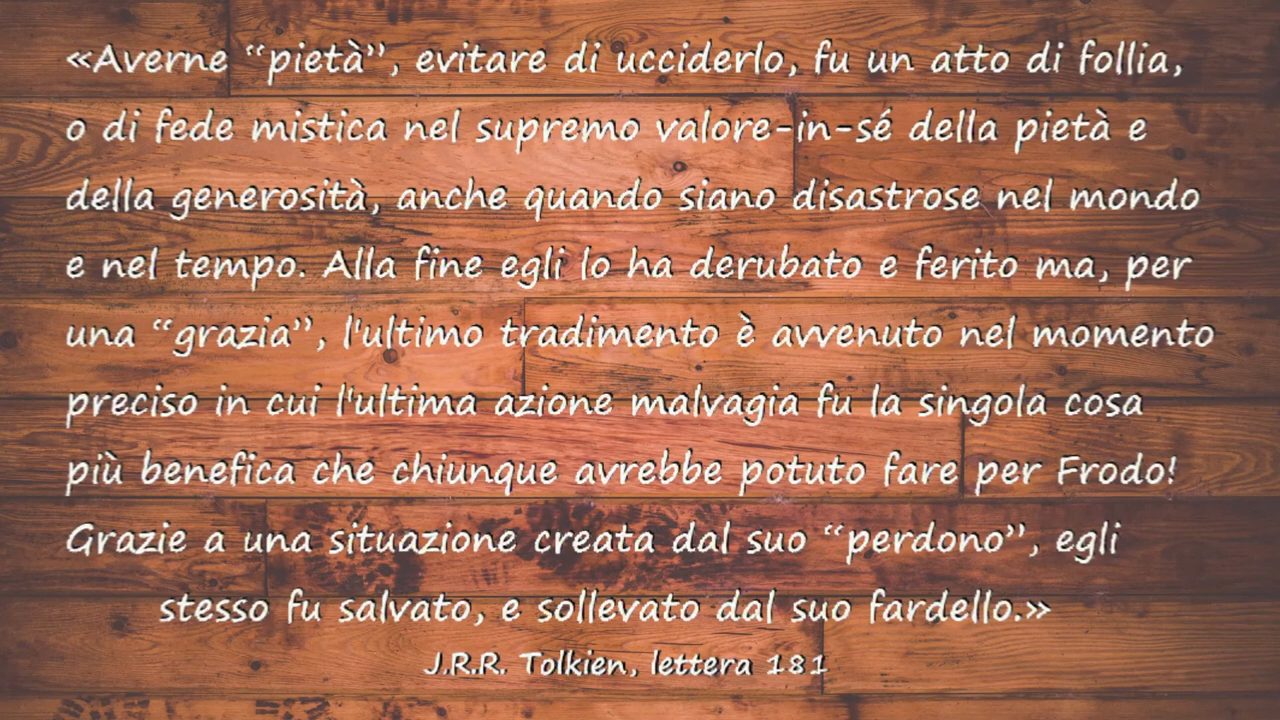 «Averne “pietà”, evitare di ucciderlo, fu un atto di follia,
o di fede mistica nel supremo valore-in-sé della pietà e
della generosità, anche quando siano disastrose nel mondo
e nel tempo. Alla fine egli lo ha derubato e ferito ma, per
una “grazia”, l'ultimo tradimento è avvenuto nel momento
preciso in cui l'ultima azione malvagia fu la singola cosa
più benefica che chiunque avrebbe potuto fare per Frodo!
Grazie a una situazione creata dal suo “perdono”, egli
stesso fu salvato, e sollevato dal suo fardello.»
J.R.R. Tolkien, lettera 181